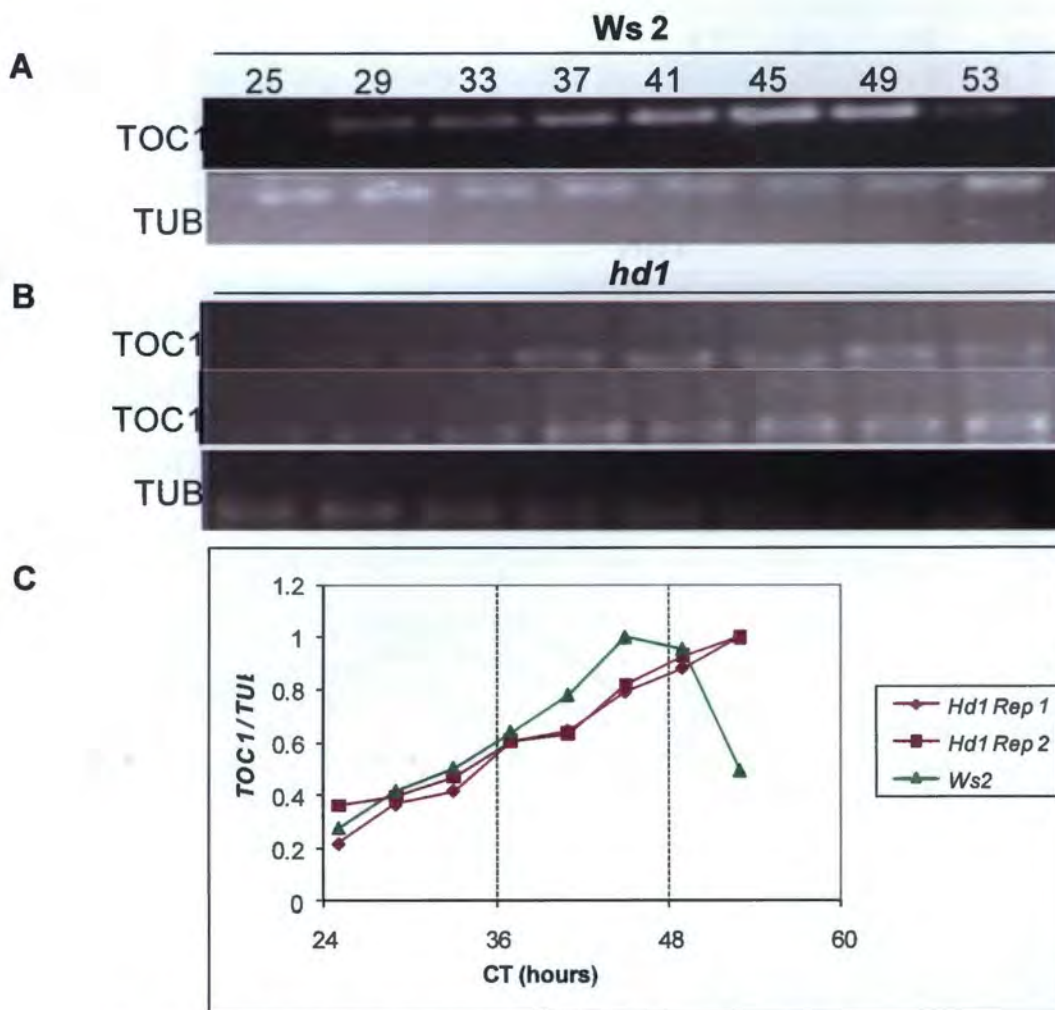 Ws 2
A
25 29 33 37 41 45 49 53
TOC1
TUB
hd1
B
TOC1
TOC1
TUB
C
1.2
1
0.8
0.6
0.4
0.2
0
TOC1/TUI
24 36 48 60
CT (hours)
Hd1 Rep 1
Hd1 Rep 2
Ws2